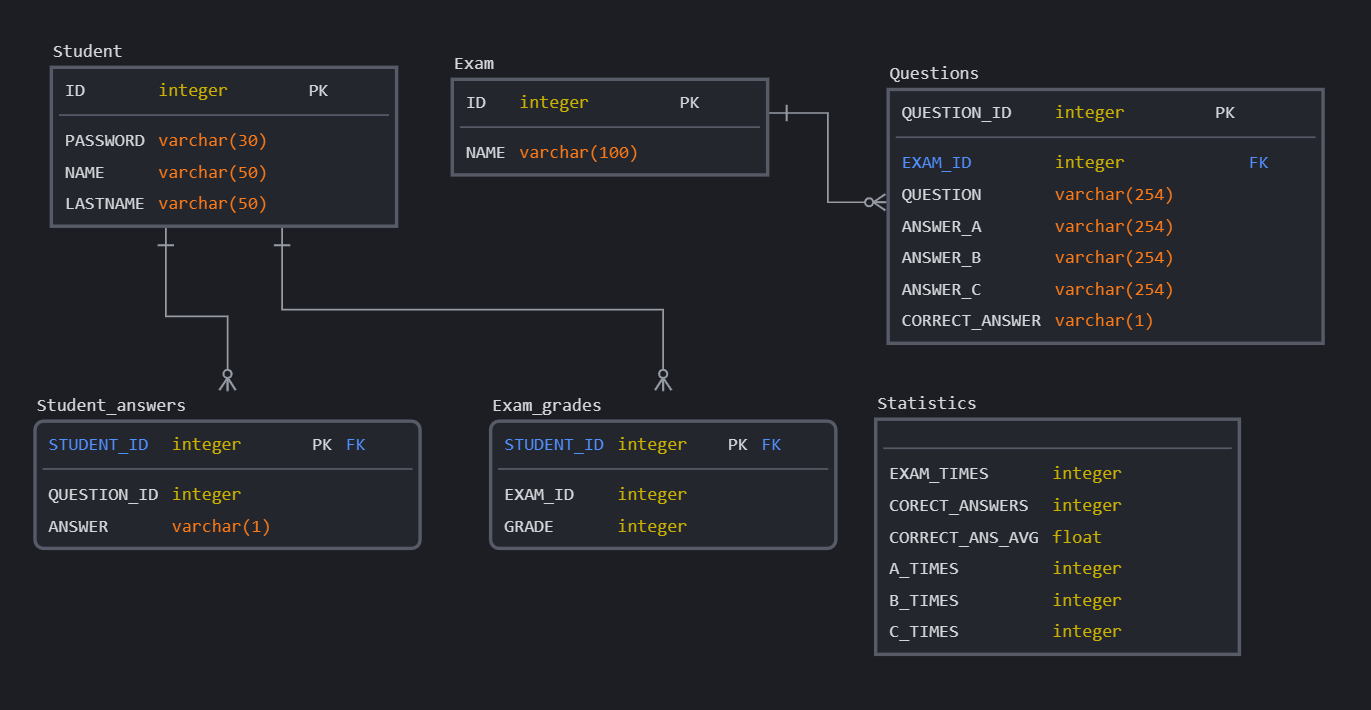 Student
ID integer PK
PASSWORD varchar(30)
NAME varchar(50)
LASTNAME varchar(50)
Exam
ID integer PK
NAME varchar(100)
Questions
QUESTION_ID integer PK
EXAM_ID integer FK
QUESTION varchar(254)
ANSWER_A varchar(254)
ANSWER_B varchar(254)
ANSWER_C varchar(254)
CORRECT_ANSWER varchar(1)
Student_answers
STUDENT_ID integer PK FK
QUESTION_ID integer
ANSWER varchar(1)
Exam_grades
STUDENT_ID integer PK FK
EXAM_ID integer
GRADE integer
Statistics
EXAM_TIMES integer
CORECT_ANSWERS integer
CORRECT_ANS_AVG float
A_TIMES integer
B_TIMES integer
C_TIMES integer